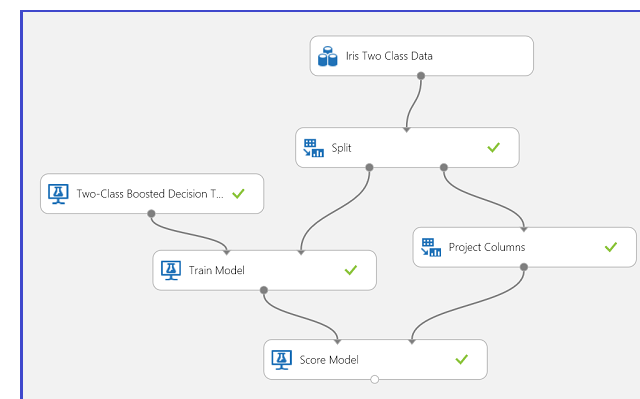 Iris Two Class Data
Split
Two-Class Boosted Decision T...
Project Columns
Train Model
Score Model